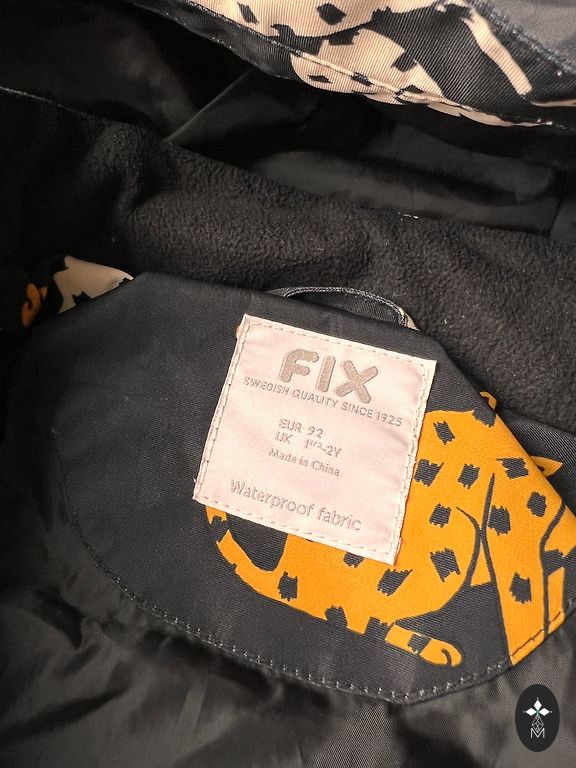 FIX
SWEDISH QUALITY SINCE 1925
EUR 92
UK 1½-2Y
Made in China
Waterproof fabric
M